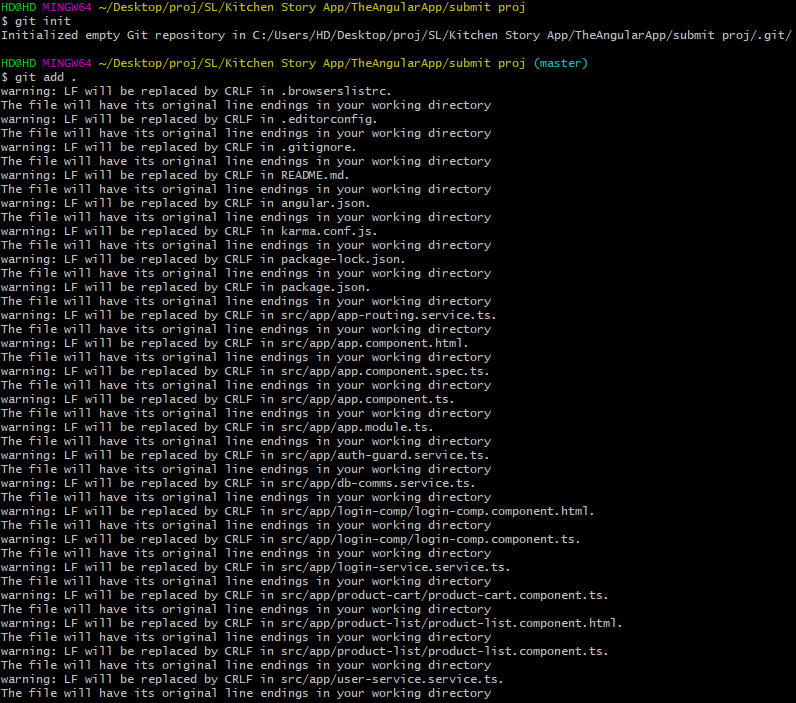 HD@HD MINGW64 ~/Desktop/proj/SL/Kitchen Story App/TheAngularApp/submit proj
$ git init
Initialized empty Git repository in C:/Users/HD/Desktop/proj/SL/Kitchen Story App/TheAngularApp/submit proj/.git/

HD@HD MINGW64 ~/Desktop/proj/SL/Kitchen Story App/TheAngularApp/submit proj (master)
$ git add .
warning: LF will be replaced by CRLF in .browserslistrc.
The file will have its original line endings in your working directory
warning: LF will be replaced by CRLF in .editorconfig.
The file will have its original line endings in your working directory
warning: LF will be replaced by CRLF in .gitignore.
The file will have its original line endings in your working directory
warning: LF will be replaced by CRLF in README.md.
The file will have its original line endings in your working directory
warning: LF will be replaced by CRLF in angular.json.
The file will have its original line endings in your working directory
warning: LF will be replaced by CRLF in karma.conf.js.
The file will have its original line endings in your working directory
warning: LF will be replaced by CRLF in package-lock.json.
The file will have its original line endings in your working directory
warning: LF will be replaced by CRLF in package.json.
The file will have its original line endings in your working directory
warning: LF will be replaced by CRLF in src/app/app-routing.service.ts.
The file will have its original line endings in your working directory
warning: LF will be replaced by CRLF in src/app/app.component.html.
The file will have its original line endings in your working directory
warning: LF will be replaced by CRLF in src/app/app.component.spec.ts.
The file will have its original line endings in your working directory
warning: LF will be replaced by CRLF in src/app/app.component.ts.
The file will have its original line endings in your working directory
warning: LF will be replaced by CRLF in src/app/app.module.ts.
The file will have its original line endings in your working directory
warning: LF will be replaced by CRLF in src/app/auth-guard.service.ts.
The file will have its original line endings in your working directory
warning: LF will be replaced by CRLF in src/app/db-comms.service.ts.
The file will have its original line endings in your working directory
warning: LF will be replaced by CRLF in src/app/login-comp/login-comp.component.html.
The file will have its original line endings in your working directory
warning: LF will be replaced by CRLF in src/app/login-comp/login-comp.component.ts.
The file will have its original line endings in your working directory
warning: LF will be replaced by CRLF in src/app/login-service.service.ts.
The file will have its original line endings in your working directory
warning: LF will be replaced by CRLF in src/app/product-cart/product-cart.component.ts.
The file will have its original line endings in your working directory
warning: LF will be replaced by CRLF in src/app/product-list/product-list.component.html.
The file will have its original line endings in your working directory
warning: LF will be replaced by CRLF in src/app/product-list/product-list.component.ts.
The file will have its original line endings in your working directory
warning: LF will be replaced by CRLF in src/app/user-service.service.ts.
The file will have its original line endings in your working directory